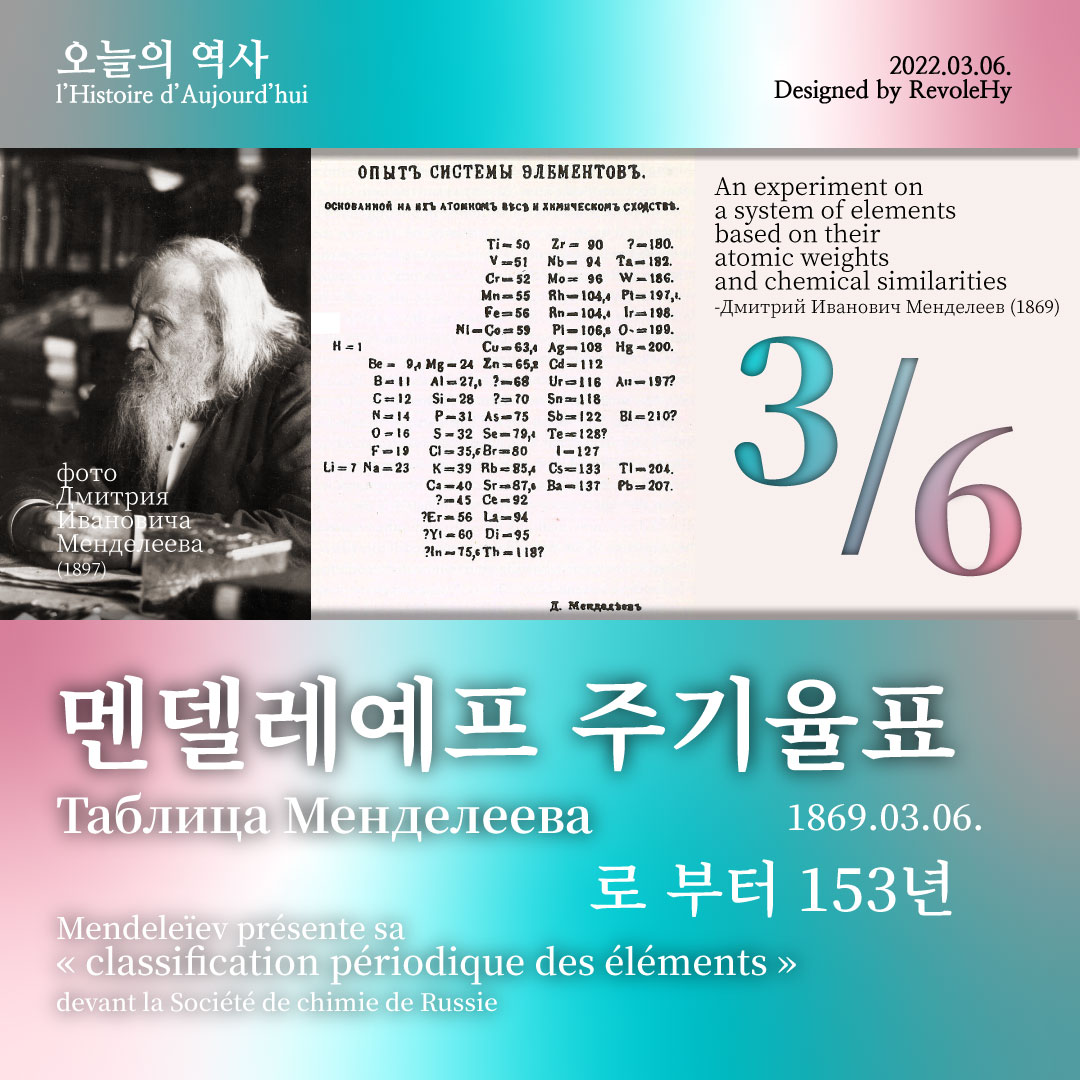 오늘의 역사
l'Histoire d'Aujourd'hui
2022.03.06.
Designed by RevoleHy
фото
Дмитрия
Ивановича
Менделеева
(1897)
ОПЫТЪ СИСТЕМЫ ЭЛЕМЕНТОВЪ.
ОСНОВАННОЙ НА ИХЪ АТОМНОМЪ ВѢСѢ И ХИМИЧЕСКОМЪ СХОДСТВѢ.
Ti=50 Zr= 90 ?=180.
V=51 Nb= 94 Ta=182.
Cr=52 Mo= 96 W=186.
Mn=55 Rh=104,4 Pt=197,1.
Fe=56 Rn=104,4 Ir=198.
Ni=Co=59 Pl=106,6 O-=199.
H=1 Cu=63,4 Ag=108 Hg=200.
Be= 9,4 Mg=24 Zn=65,2 Cd=112
B=11 Al=27,1 ?=68 Ur=116 Au=197?
C=12 Si=28 ?=70 Sn=118
N=14 P=31 As=75 Sb=122 Bi=210?
O=16 S=32 Se=79,4 Te=128?
F=19 Cl=35,6 Br=80 I=127
Li=7 Na=23 K=39 Rb=85,4 Cs=133 Tl=204.
Ca=40 Sr=87,6 Ba=137 Pb=207.
?=45 Ce=92
?Er=56 La=94
?Yt=60 Di=95
?In=75,6 Th=118?
Д. Менделѣевъ
An experiment on
a system of elements
based on their
atomic weights
and chemical similarities
-Дмитрий Иванович Менделеев (1869)
3/6
멘델레예프 주기율표
Таблица Менделеева
1869.03.06.
로 부터 153년
Mendeleïev présente sa
« classification périodique des éléments »
devant la Société de chimie de Russie